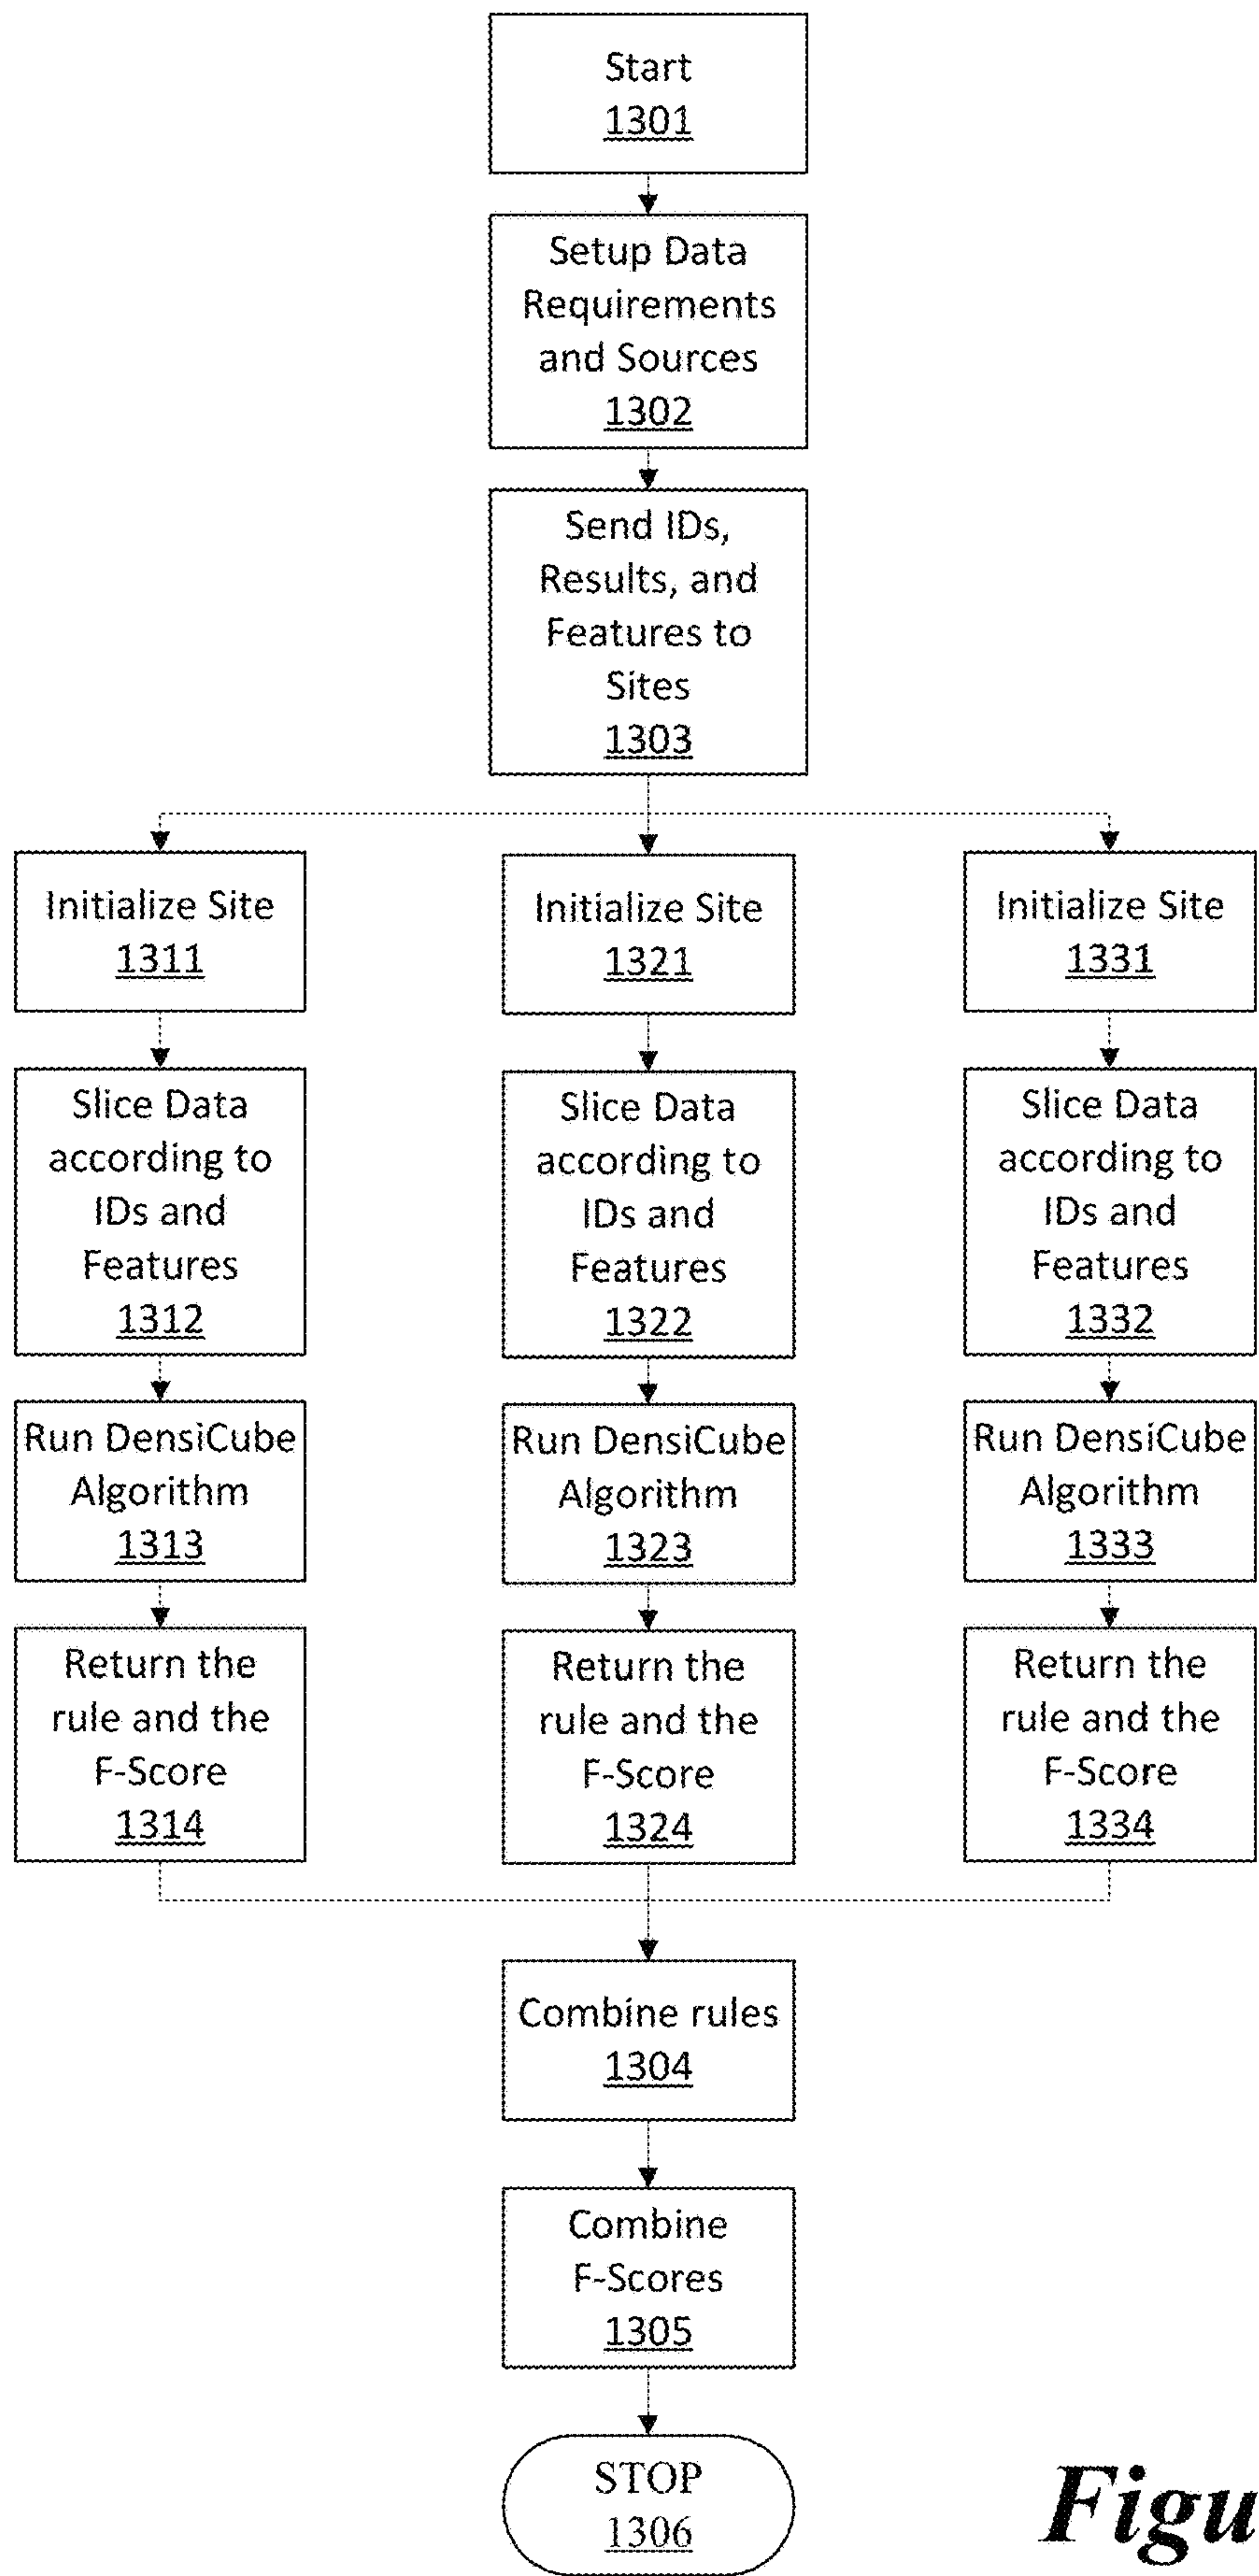 Start
1301
Setup Data
Requirements
and Sources
1302
Send IDs,
Results, and
Features to
Sites
1303
Initialize Site
1311
Slice Data
according to
IDs and
Features
1312
Run DensiCube
Algorithm
1313
Return the
rule and the
F-Score
1314
Initialize Site
1321
Slice Data
according to
IDs and
Features
1322
Run DensiCube
Algorithm
1323
Return the
rule and the
F-Score
1324
Initialize Site
1331
Slice Data
according to
IDs and
Features
1332
Run DensiCube
Algorithm
1333
Return the
rule and the
F-Score
1334
Combine rules
1304
Combine
F-Scores
1305
STOP
1306
Figu